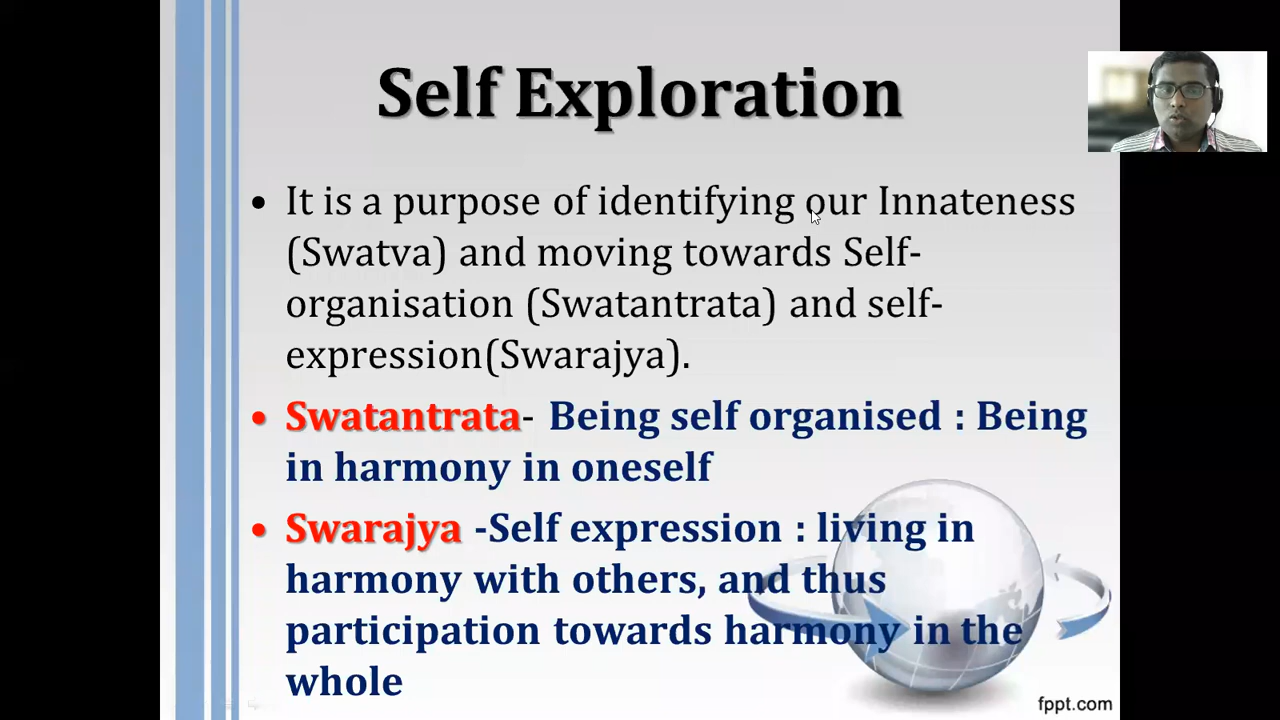 Self Exploration
• It is a purpose of identifying our Innateness
(Swatva) and moving towards Self-
organisation (Swatantrata) and self-
expression(Swarajya).
• Swatantrata- Being self organised : Being
in harmony in oneself
• Swarajya -Self expression : living in
harmony with others, and thus
participation towards harmony in the
whole
fppt.com